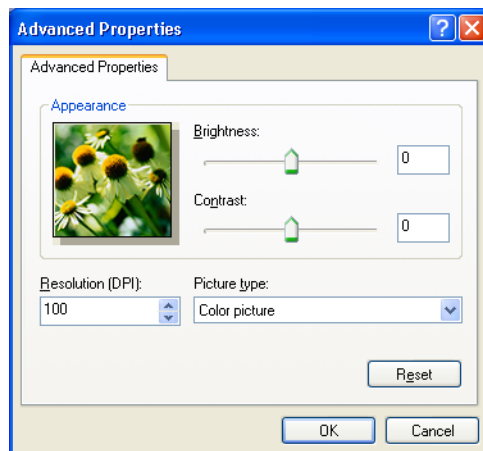 Advanced Properties
Advanced Properties
Appearance
Brightness:
0
Contrast:
0
Resolution (DPI):
Picture type:
100
Color picture
Reset
OK
Cancel